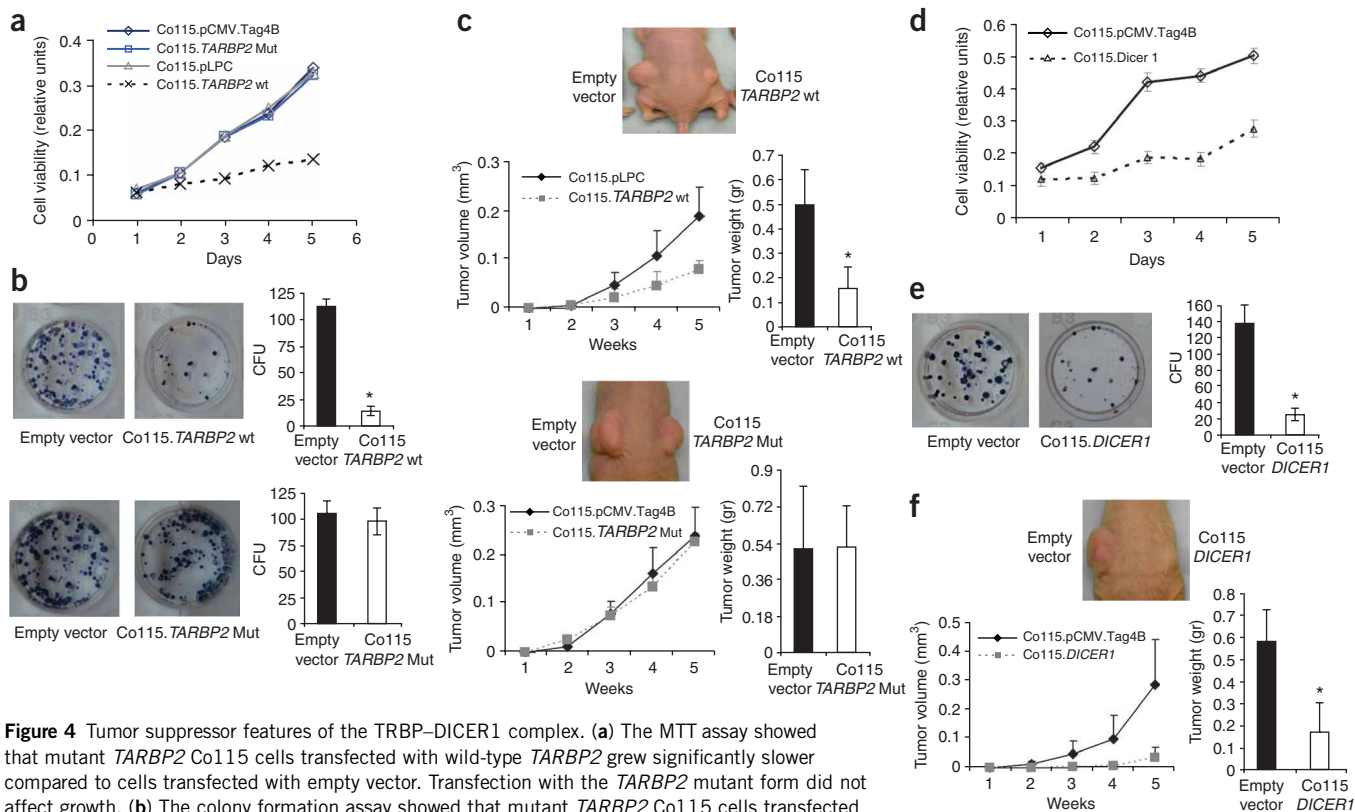 a
Co115.pCMV.Tag4B
Co115.TARBP2 Mut
Co115.pLPC
Co115.TARBP2 wt
Cell viability (relative units)
0.4
0.3
0.2
0.1
0
0 1 2 3 4 5 6
Days
b
Empty vector Co115.TARBP2 wt
CFU
125
100
75
50
25
0
*
Empty Co115
vector TARBP2 wt
Empty vector Co115.TARBP2 Mut
CFU
125
100
75
50
25
0
Empty Co115
vector TARBP2 Mut
c
Empty
vector
Co115
TARBP2 wt
Tumor volume (mm3)
0.3
0.2
0.1
0
Co115.pLPC
Co115.TARBP2 wt
1 2 3 4 5
Weeks
Tumor weight (gr)
0.7
0.6
0.5
0.4
0.3
0.2
0.1
0
*
Empty Co115
vector TARBP2 wt
Empty
vector
Co115
TARBP2 Mut
Tumor volume (mm3)
0.3
0.2
0.1
0
Co115.pCMV.Tag4B
Co115.TARBP2 Mut
1 2 3 4 5
Weeks
Tumor weight (gr)
0.9
0.72
0.54
0.36
0.18
0
Empty Co115
vector TARBP2 Mut
d
Co115.pCMV.Tag4B
Co115.Dicer 1
Cell viability (relative units)
0.6
0.5
0.4
0.3
0.2
0.1
0
1 2 3 4 5
Days
e
Empty vector Co115.DICER1
CFU
160
140
120
100
80
60
40
20
0
*
Empty Co115
vector DICER1
f
Empty
vector
Co115
DICER1
Tumor volume (mm3)
0.5
0.4
0.3
0.2
0.1
0
Co115.pCMV.Tag4B
Co115.DICER1
1 2 3 4 5
Weeks
Tumor weight (gr)
0.8
0.7
0.6
0.5
0.4
0.3
0.2
0.1
0
*
Empty Co115
vector DICER1
Figure 4 Tumor suppressor features of the TRBP–DICER1 complex. (a) The MTT assay showed
that mutant TARBP2 Co115 cells transfected with wild-type TARBP2 grew significantly slower
compared to cells transfected with empty vector. Transfection with the TARBP2 mutant form did not
affect growth. (b) The colony formation assay showed that mutant TARBP2 Co115 cells transfected